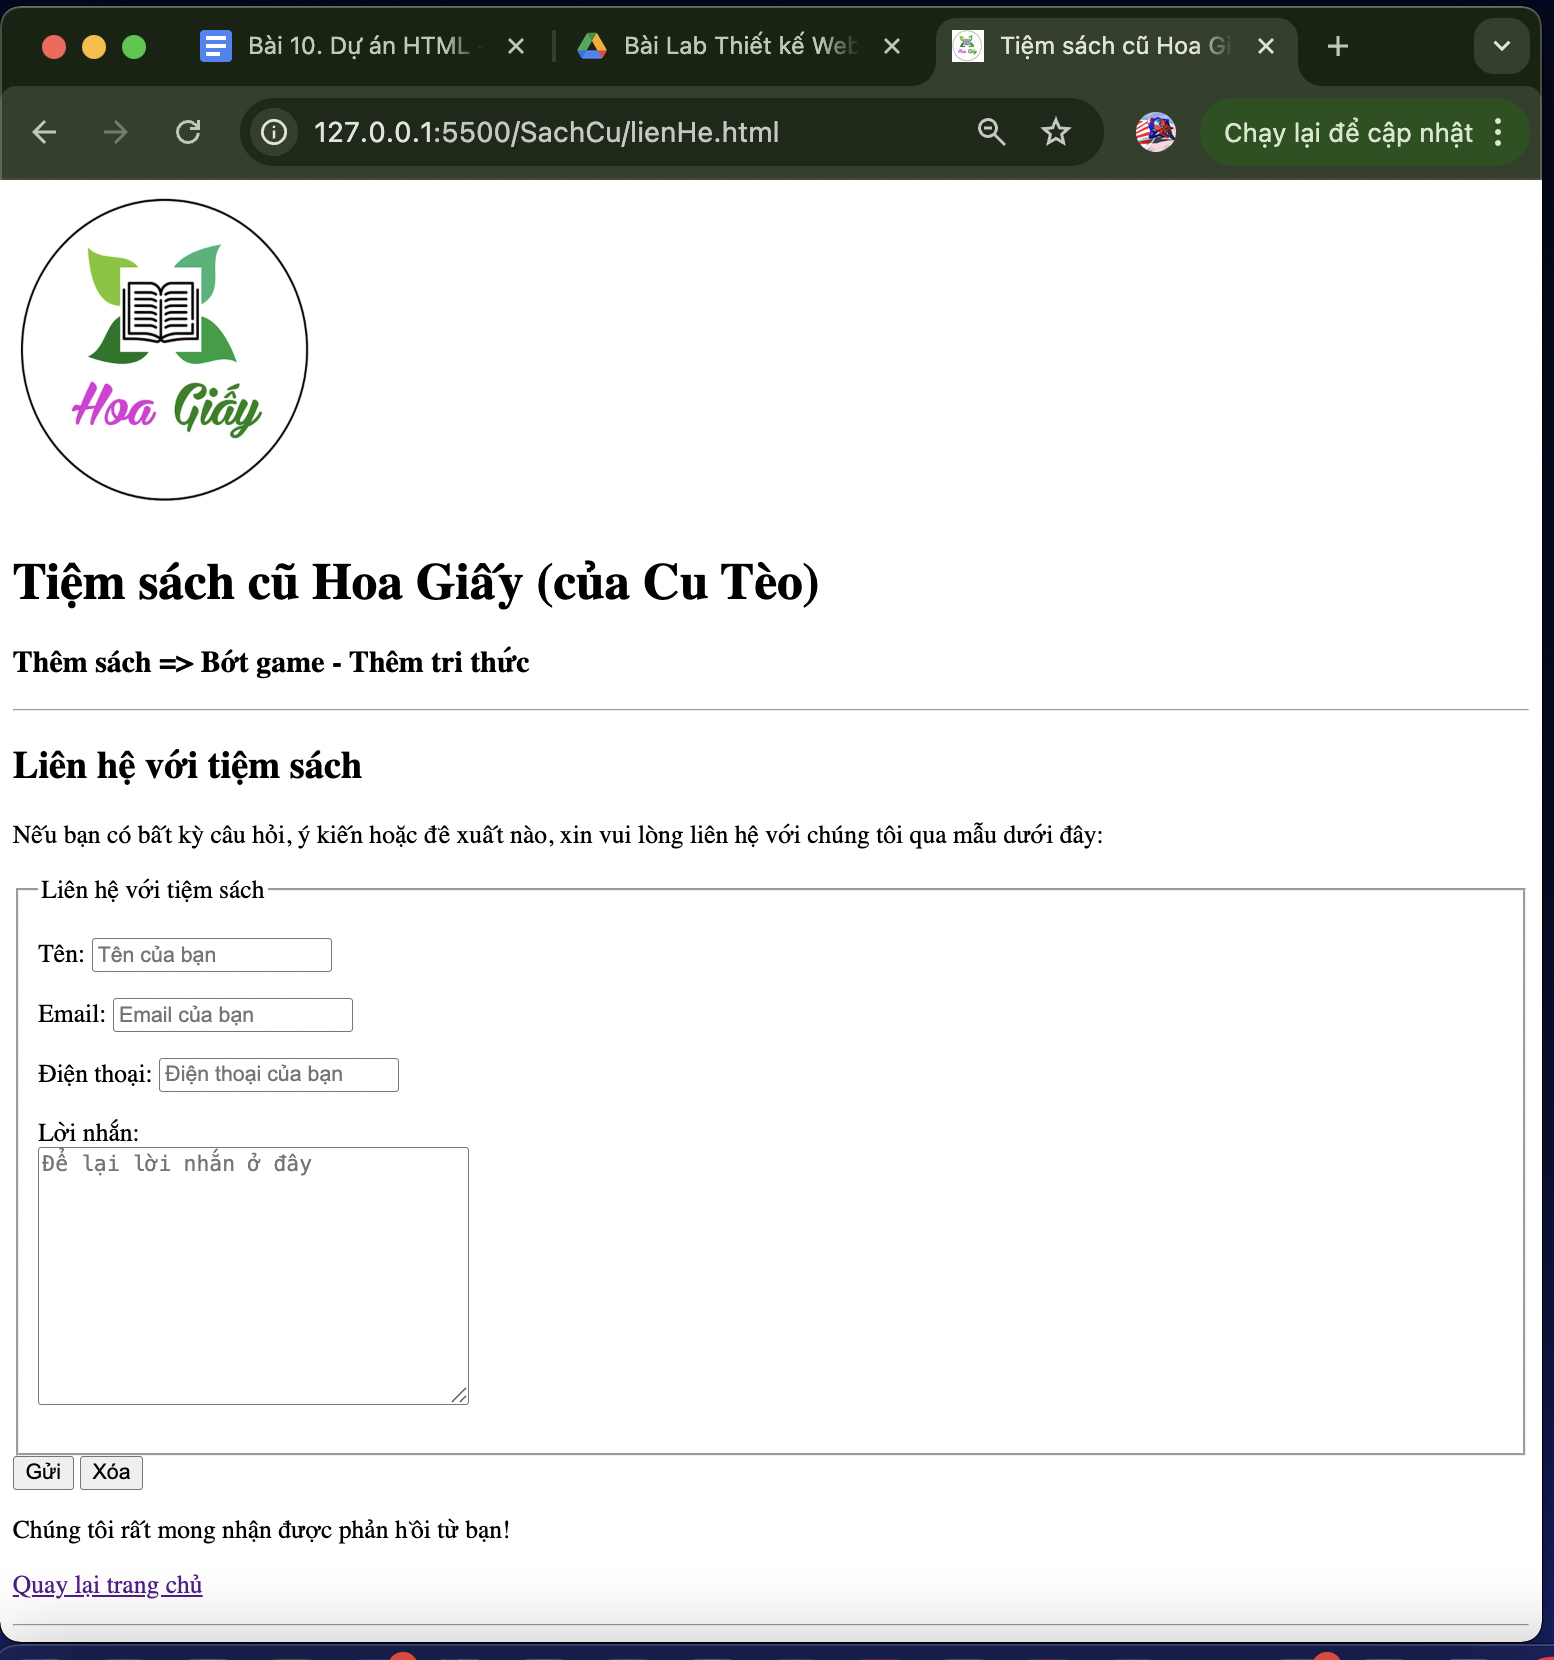 Bài 10. Dự án HTML -
Bài Lab Thiết kế Web
Tiệm sách cũ Hoa Gi
127.0.0.1:5500/SachCu/lienHe.html
Chạy lại để cập nhật
Hoa Giấy
Tiệm sách cũ Hoa Giấy (của Cu Tèo)
Thêm sách => Bớt game - Thêm tri thức
Liên hệ với tiệm sách
Nếu bạn có bất kỳ câu hỏi, ý kiến hoặc đề xuất nào, xin vui lòng liên hệ với chúng tôi qua mẫu dưới đây:
Liên hệ với tiệm sách
Tên: Tên của bạn
Email: Email của bạn
Điện thoại: Điện thoại của bạn
Lời nhắn:
Để lại lời nhắn ở đây
Gửi Xóa
Chúng tôi rất mong nhận được phản hồi từ bạn!
Quay lại trang chủ